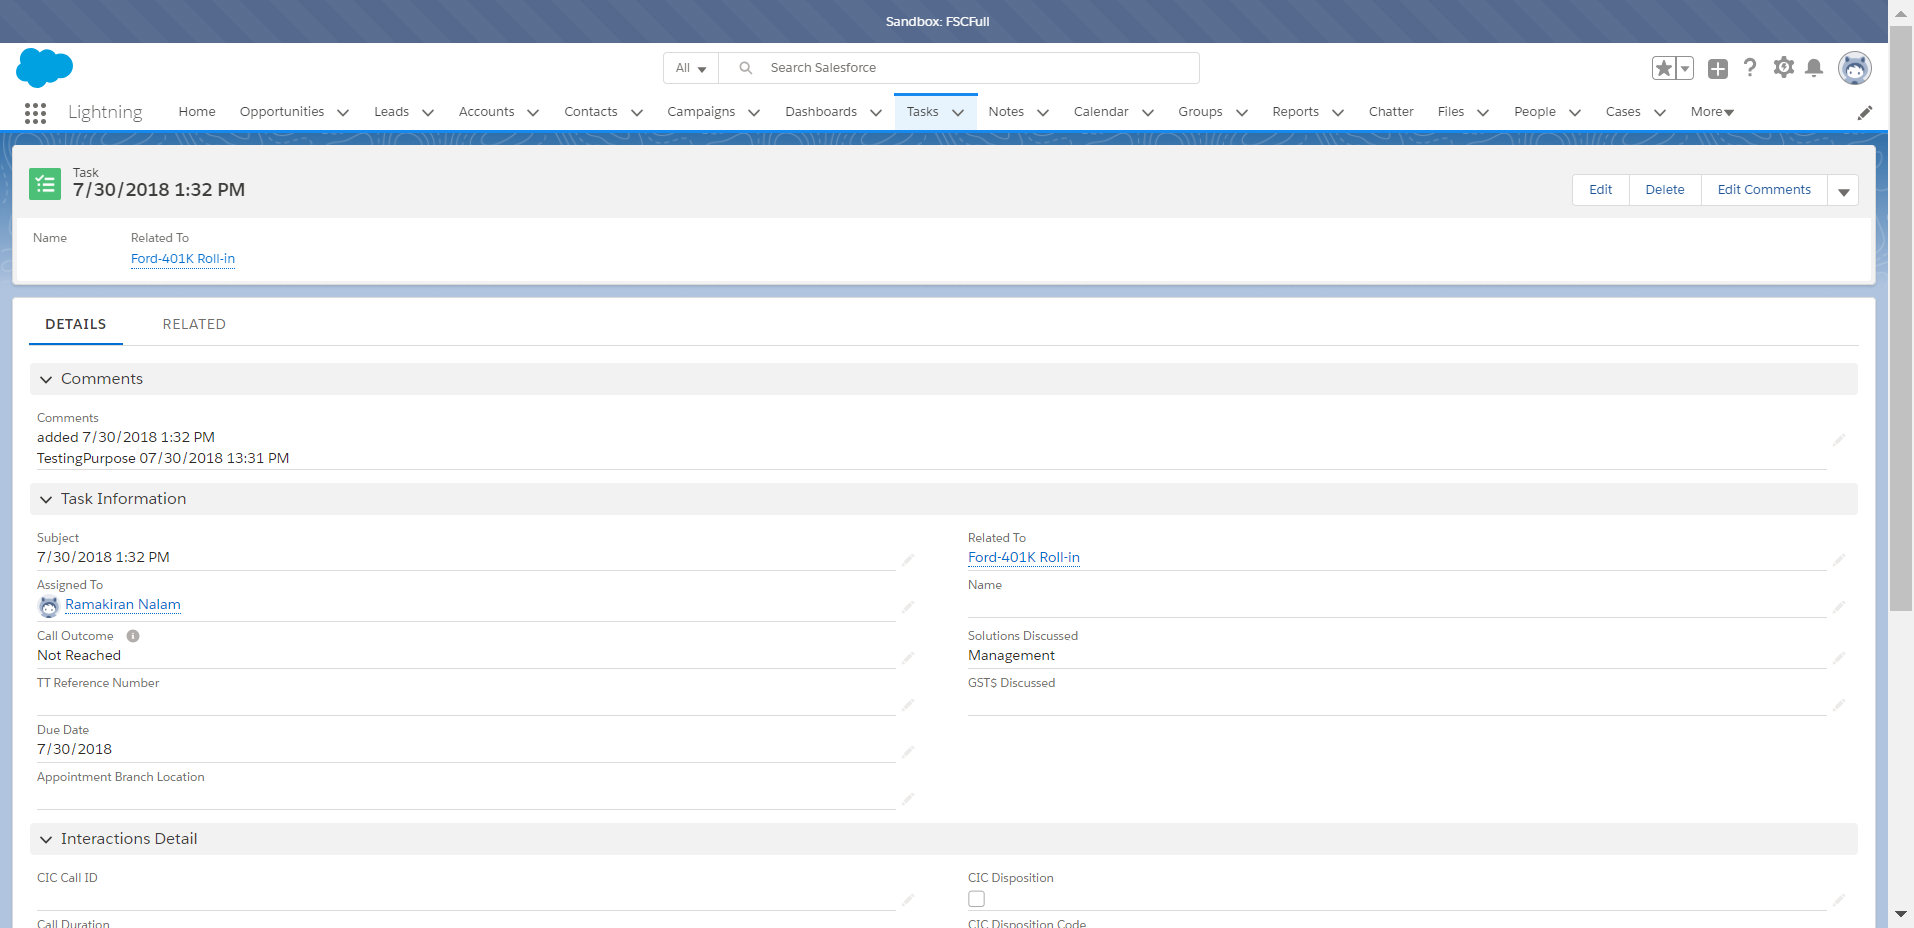 Sandbox: FSCFull
All
Search Salesforce
Lightning
Home
Opportunities
Leads
Accounts
Contacts
Campaigns
Dashboards
Tasks
Notes
Calendar
Groups
Reports
Chatter
Files
People
Cases
More
Task
7/30/2018 1:32 PM
Edit
Delete
Edit Comments
Name
Related To
Ford-401K Roll-in
DETAILS
RELATED
Comments
Comments
added 7/30/2018 1:32 PM
TestingPurpose 07/30/2018 13:31 PM
Task Information
Subject
7/30/2018 1:32 PM
Related To
Ford-401K Roll-in
Assigned To
Ramakiran Nalam
Name
Call Outcome
Not Reached
Solutions Discussed
Management
TT Reference Number
GST$ Discussed
Due Date
7/30/2018
Appointment Branch Location
Interactions Detail
CIC Call ID
CIC Disposition
Call Duration
CIC Disposition Code